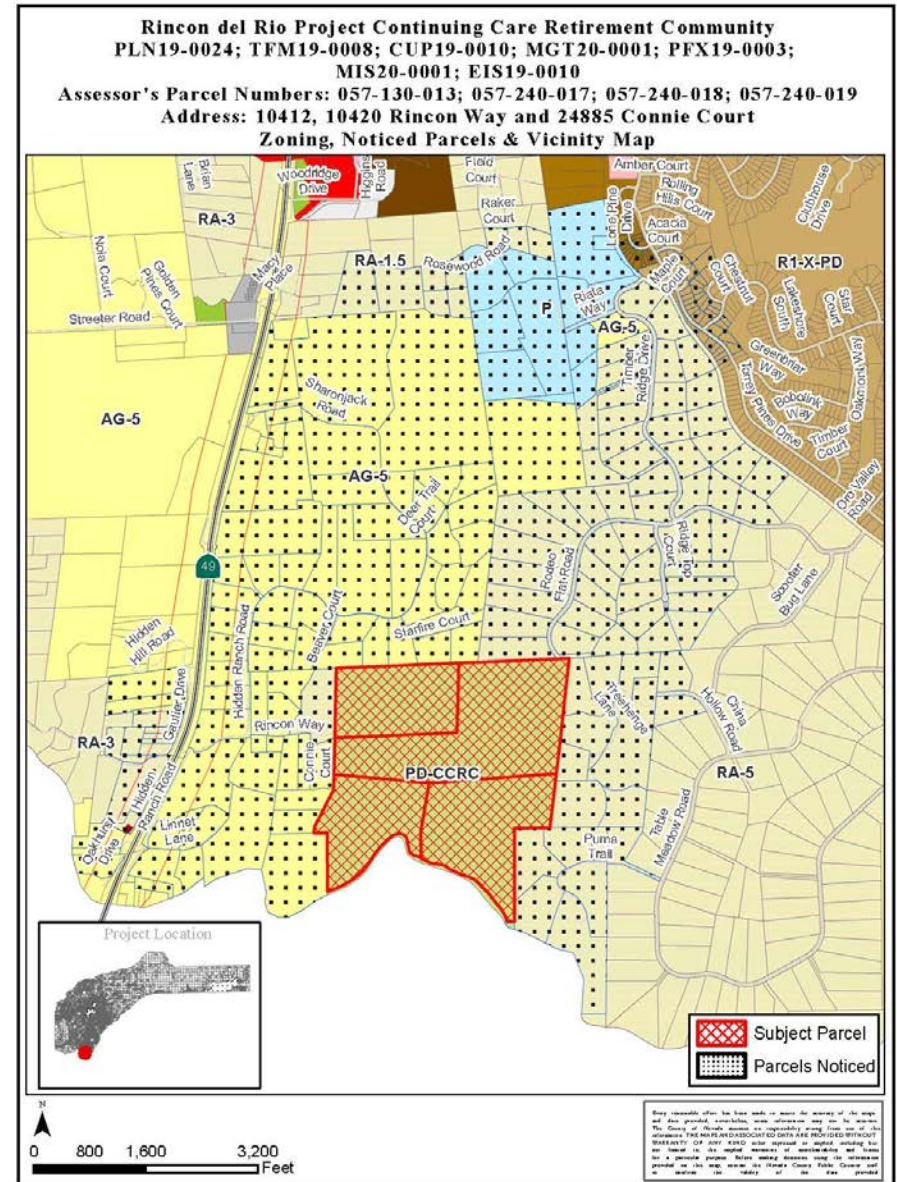 Rincon del Rio Project Continuing Care Retirement Community
PLN19-0024; TFM19-0008; CUP19-0010; MGT20-0001; PFX19-0003;
MIS20-0001; EIS19-0010
Assessor's Parcel Numbers: 057-130-013; 057-240-017; 057-240-018; 057-240-019
Address: 10412, 10420 Rincon Way and 24885 Connie Court
Zoning, Noticed Parcels & Vicinity Map
Brian Lane
RA-3
Woodridge Drive
Higgins Road
Field Court
Raker Court
Amber Court
Rolling Hills Court
Lone Pine Drive
Acacia Court
Clubhouse Drive
R1-X-PD
Nola Court
Golden Pines Court
Macy Place
RA-1.5
Rosewood Road
Maple Court
Chestnut Court
Lakeshore South
Star Court
Streeter Road
P
Riata Way
AG-5
Timber Ridge Drive
Greenbriar Way
Torrey Pines Drive
Bobolink Way
Oakmont Way
Timber Court
Sharonjack Road
AG-5
AG-5
Deer Trail Court
Oro Valley Road
49
Rodeo Flat Road
Ridge Top Court
Scooter Bug Lane
Hidden Hill Road
Hidden Ranch Road
Beaver Court
Starfire Court
Gautier Drive
Rincon Way
Treehenge Lane
China Hollow Road
RA-3
Connie Court
PD-CCRC
RA-5
Hidden Ranch Road
Oakhurst Drive
Linnet Lane
Table Meadow Road
Puma Trail
Project Location
Subject Parcel
Parcels Noticed
N
0 800 1,600 3,200
Feet